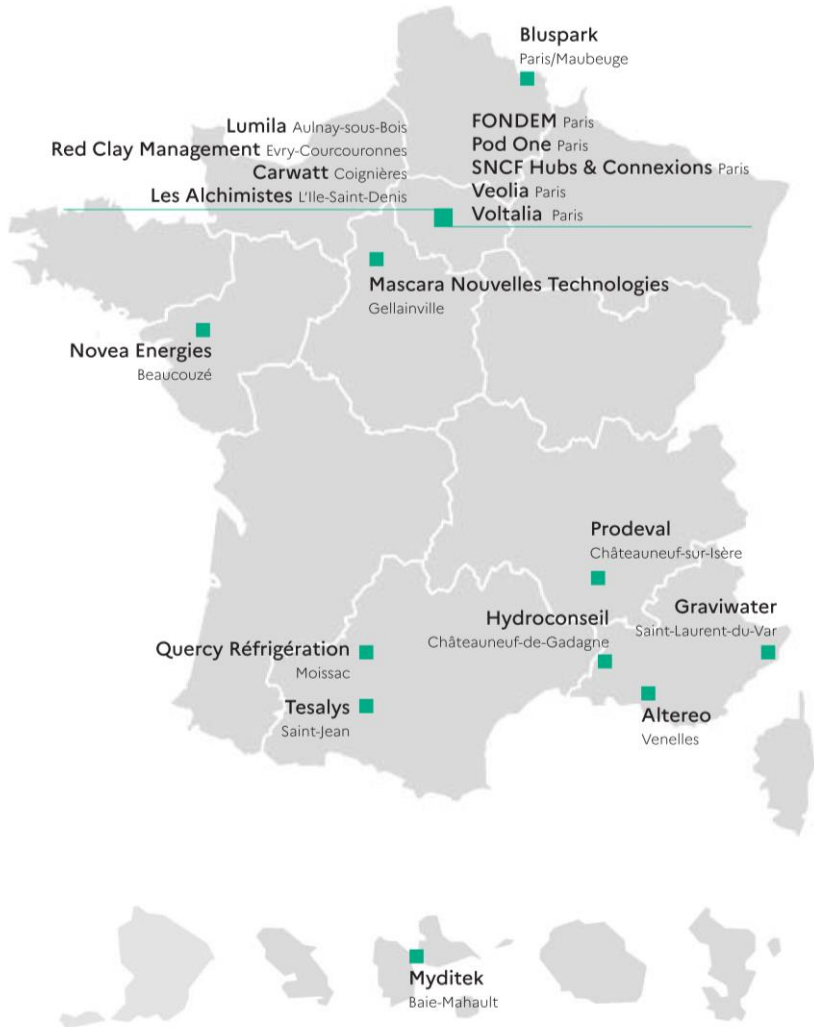 Bluspark
Paris/Maubeuge
Lumila Aulnay-sous-Bois
Red Clay Management Evry-Courcouronnes
Carwatt Coignières
Les Alchimistes L'Ile-Saint-Denis
FONDEM Paris
Pod One Paris
SNCF Hubs & Connexions Paris
Veolia Paris
Voltalia Paris
Mascara Nouvelles Technologies
Gellainville
Novea Energies
Beaucouzé
Prodeval
Châteauneuf-sur-Isère
Graviwater
Saint-Laurent-du-Var
Hydroconseil
Châteauneuf-de-Gadagne
Quercy Réfrigération
Moissac
Tesalys
Saint-Jean
Altereo
Venelles
Myditek
Baie-Mahault